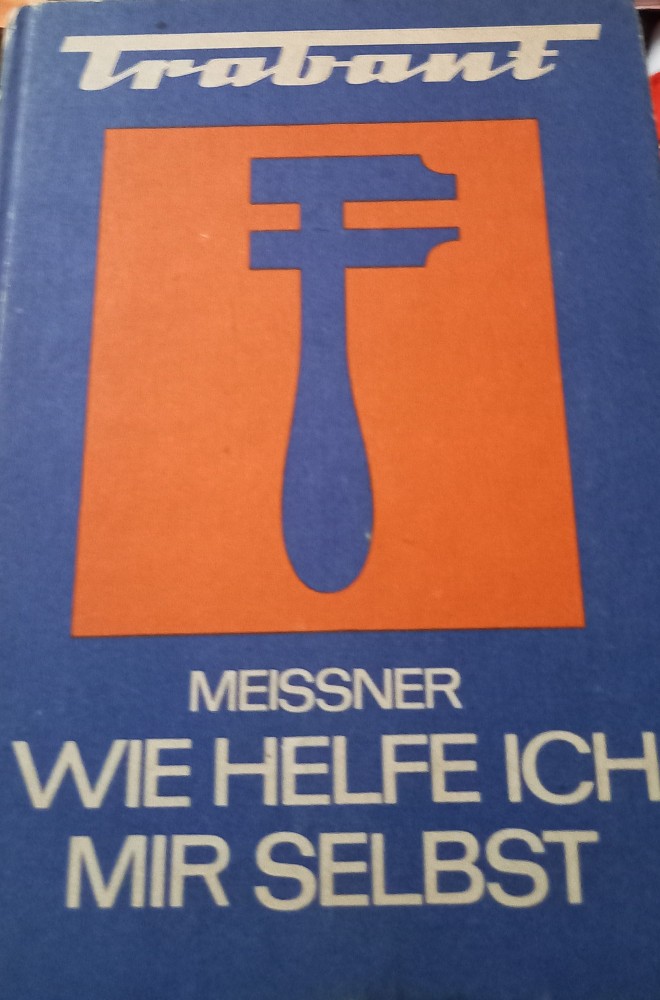 Trabant
MEISSNER
WIE HELFE ICH
MIR SELBST